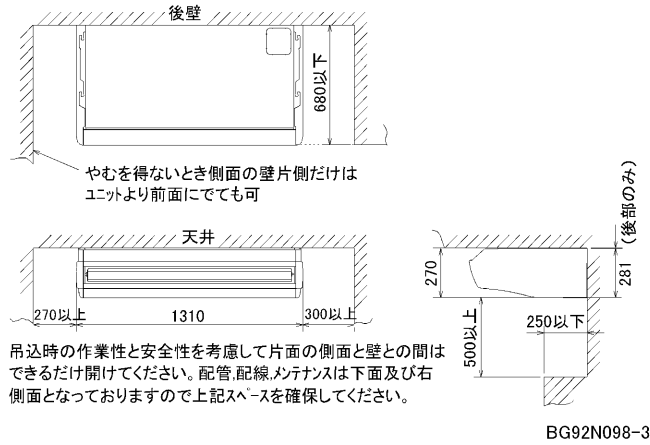 後壁
680以下
やむを得ないとき側面の壁片側だけは
ユニットより前面にでても可
天井
270以上
1310
300以上
270
281
(後部のみ)
500以上
250以下
吊込時の作業性と安全性を考慮して片面の側面と壁との間は
できるだけ開けてください。配管,配線,メンテナンスは下面及び右
側面となっておりますので上記スペースを確保してください。
BG92N098-3